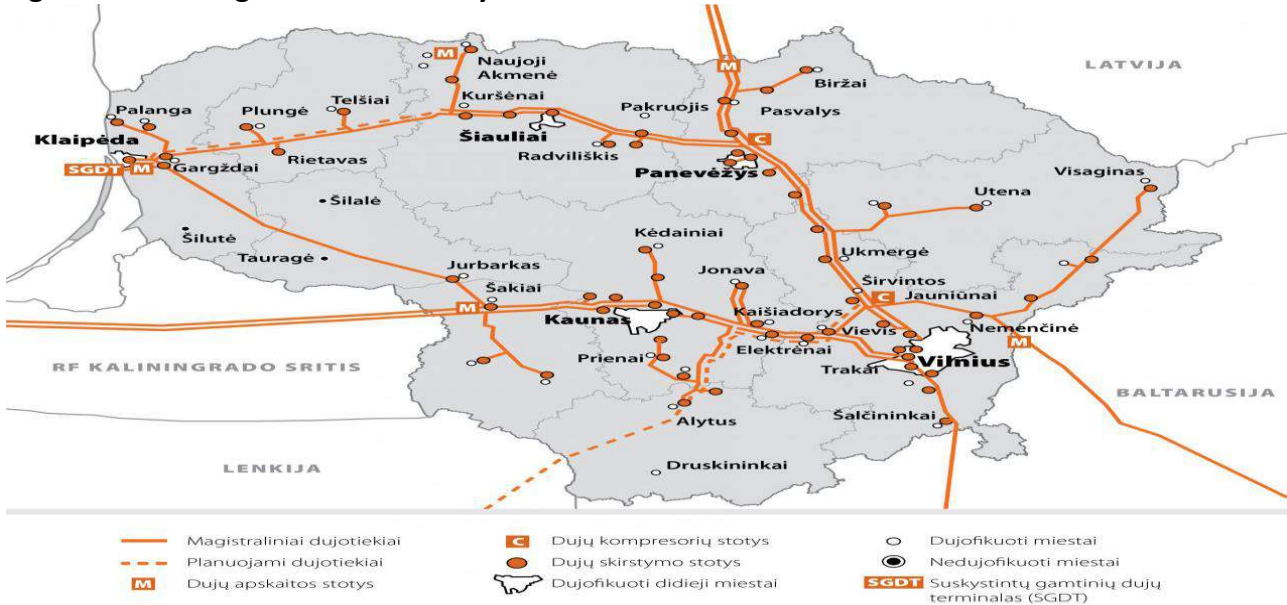 Naujoji
Akmenė
M
M
LATVIJA
Biržai
Palanga
Plungė
Telšiai
Kuršėnai
Pakruojis
Pasvalys
Klaipėda
Šiauliai
C
SGDT
M
Gargždai
Rietavas
Radviliškis
Panevėžys
Visaginas
Utena
Šilalė
Šilutė
Kėdainiai
Tauragė
Jurbarkas
Jonava
Ukmergė
Širvintos
Šakiai
C
Jauniūnai
M
Kaunas
Kaišiadorys
Vievis
Nemenčinė
M
Prienai
Elektrėnai
Vilnius
RF KALININGRADO SRITIS
Trakai
BALTARUSIJA
Alytus
Šalčininkai
LENKIJA
Druskininkai
Magistraliniai dujotiekiai
Planuojami dujotiekiai
M Dujų apskaitos stotys
C Dujų kompresorių stotys
Dujų skirstymo stotys
Dujofikuoti didieji miestai
Dujofikuoti miestai
Nedujofikuoti miestai
SGDT Suskystintų gamtinių dujų
terminalas (SGDT)